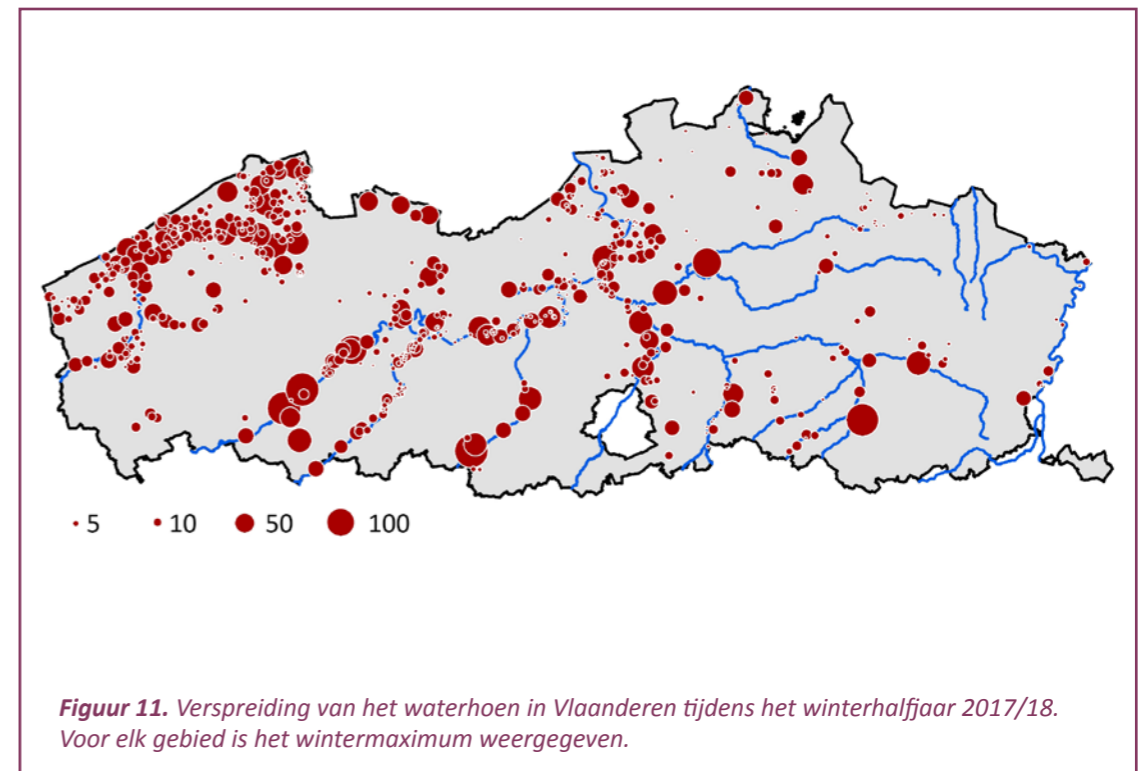 5 10 50 100
Figuur 11. Verspreiding van het waterhoen in Vlaanderen tijdens het winterhalfjaar 2017/18.
Voor elk gebied is het wintermaximum weergegeven.